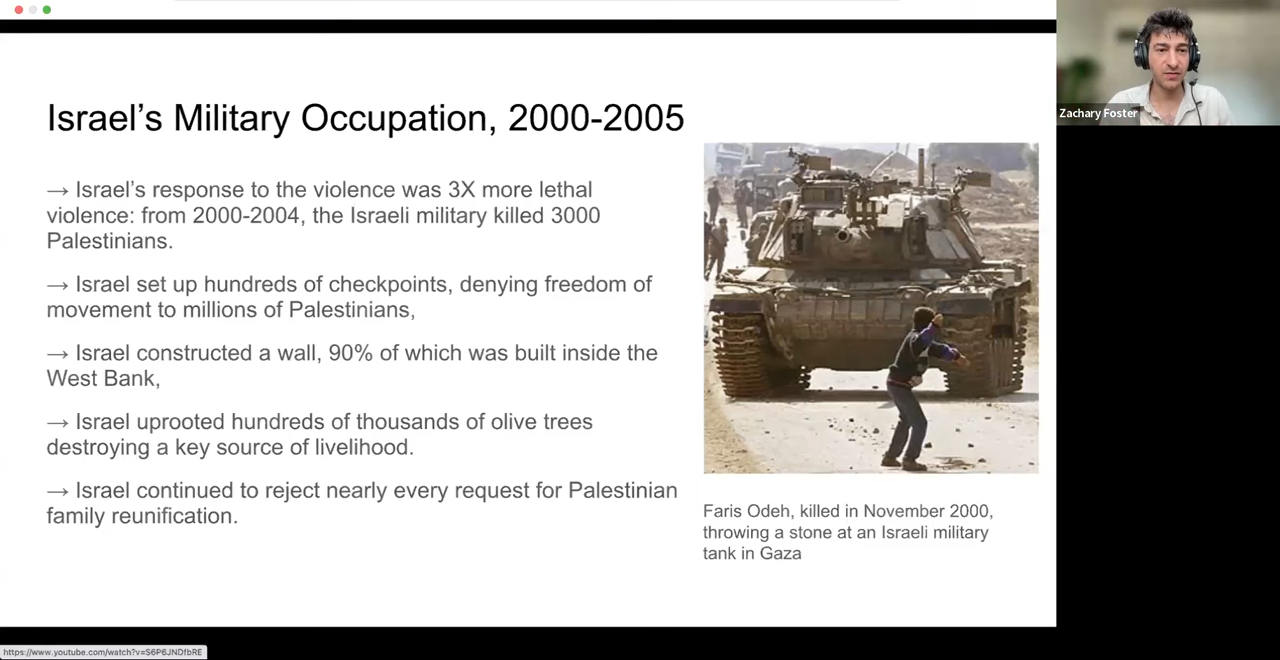 Israel’s Military Occupation, 2000-2005
→ Israel’s response to the violence was 3X more lethal
violence: from 2000-2004, the Israeli military killed 3000
Palestinians.
→ Israel set up hundreds of checkpoints, denying freedom of
movement to millions of Palestinians,
→ Israel constructed a wall, 90% of which was built inside the
West Bank,
→ Israel uprooted hundreds of thousands of olive trees
destroying a key source of livelihood.
→ Israel continued to reject nearly every request for Palestinian
family reunification.
Faris Odeh, killed in November 2000,
throwing a stone at an Israeli military
tank in Gaza
Zachary Foster
https://www.youtube.com/watch?v=S6P6JNDfbRE